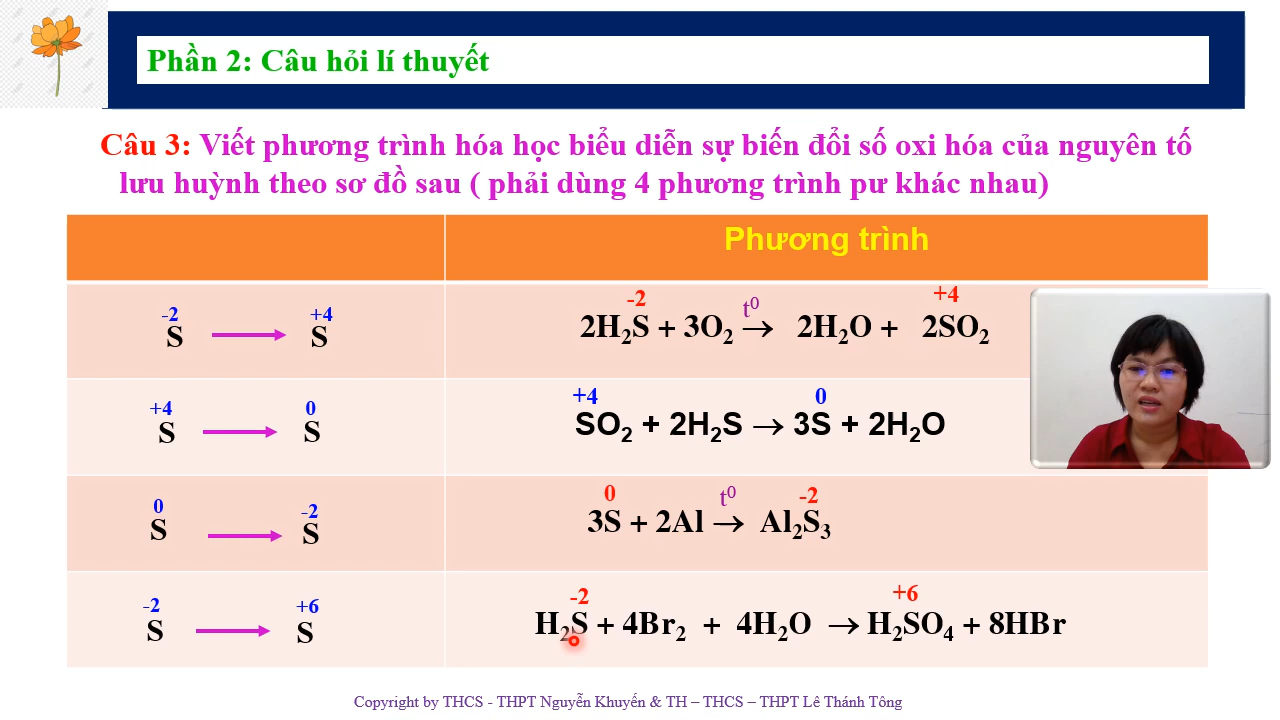 Phần 2: Câu hỏi lí thuyết
Câu 3: Viết phương trình hóa học biểu diễn sự biến đổi số oxi hóa của nguyên tố
lưu huỳnh theo sơ đồ sau ( phải dùng 4 phương trình pư khác nhau)
Phương trình
-2 +4
S → S
-2 t⁰ +4
2H₂S + 3O₂ → 2H₂O + 2SO₂
+4 0
S → S
+4 0
SO₂ + 2H₂S → 3S + 2H₂O
0 -2
S → S
0 t⁰ -2
3S + 2Al → Al₂S₃
-2 +6
S → S
-2 +6
H₂S + 4Br₂ + 4H₂O → H₂SO₄ + 8HBr
Copyright by THCS - THPT Nguyễn Khuyến & TH – THCS – THPT Lê Thánh Tông